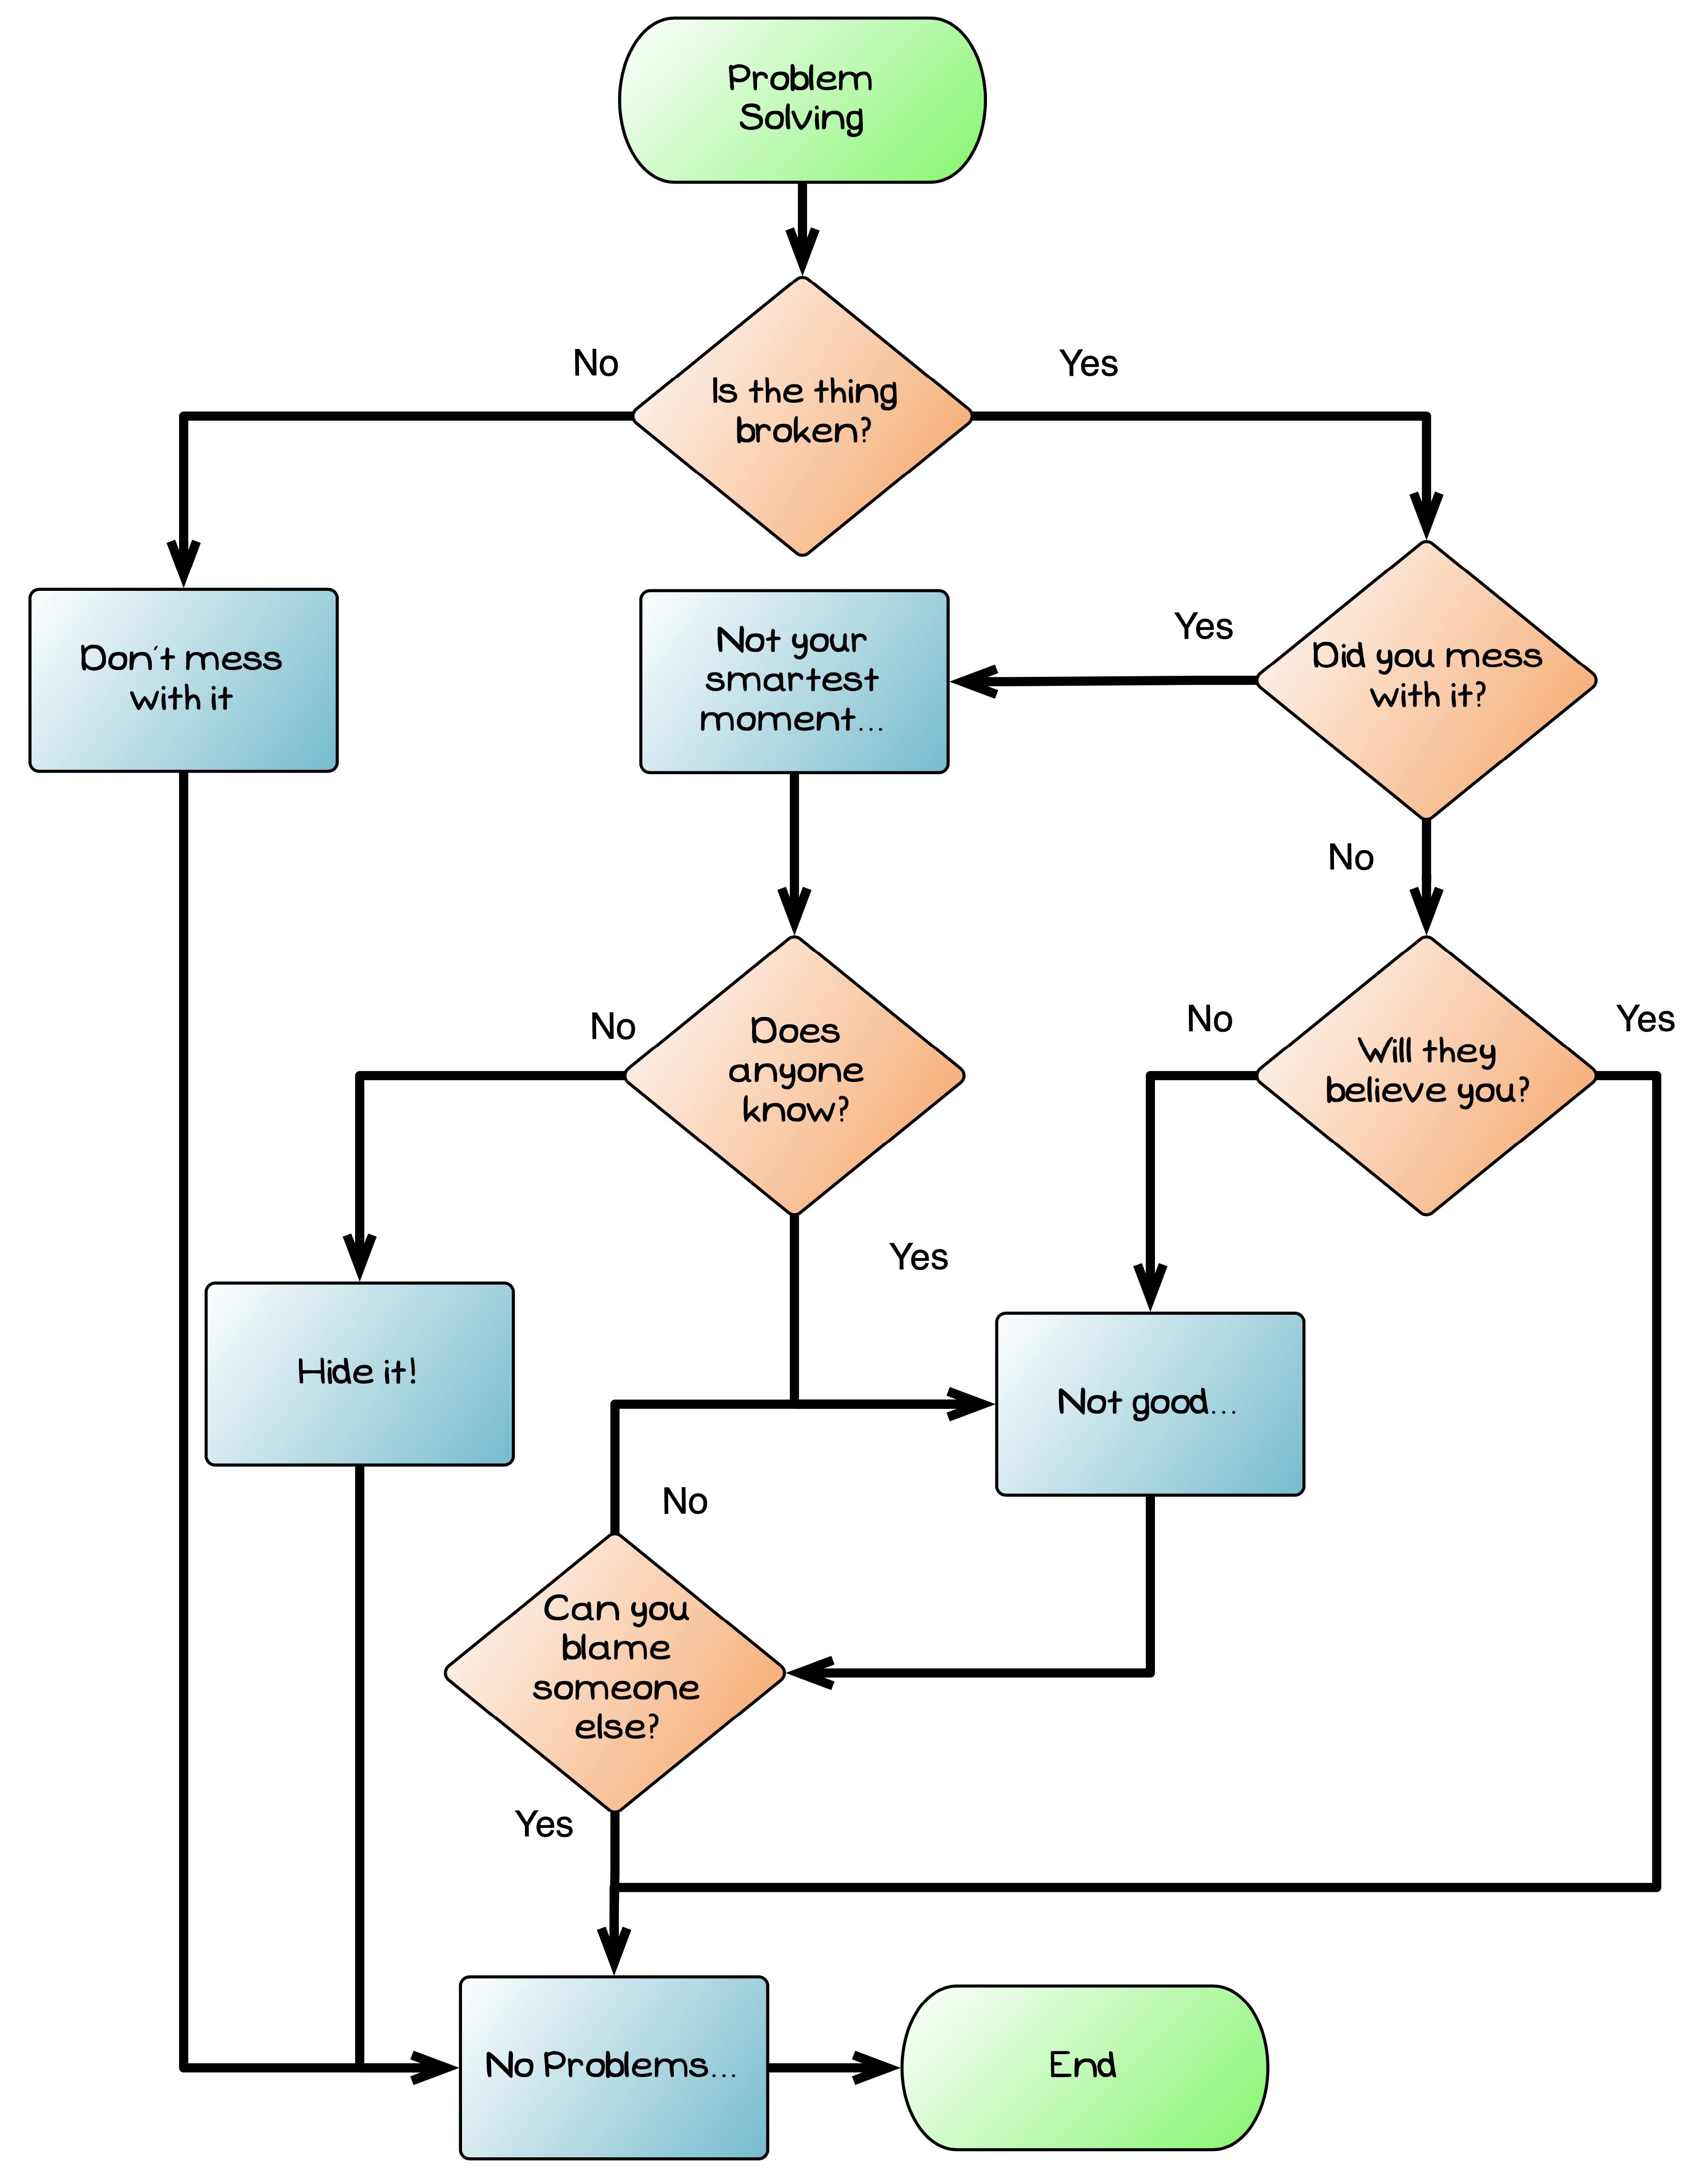 Problem
Solving
No
Yes
Is the thing
broken?
Don't mess
with it
Not your
smartest
moment...
Yes
Did you mess
with it?
No
No
Does
anyone
know?
No
Will they
believe you?
Yes
Yes
Hide it!
Not good...
No
Can you
blame
someone
else?
Yes
No Problems...
End